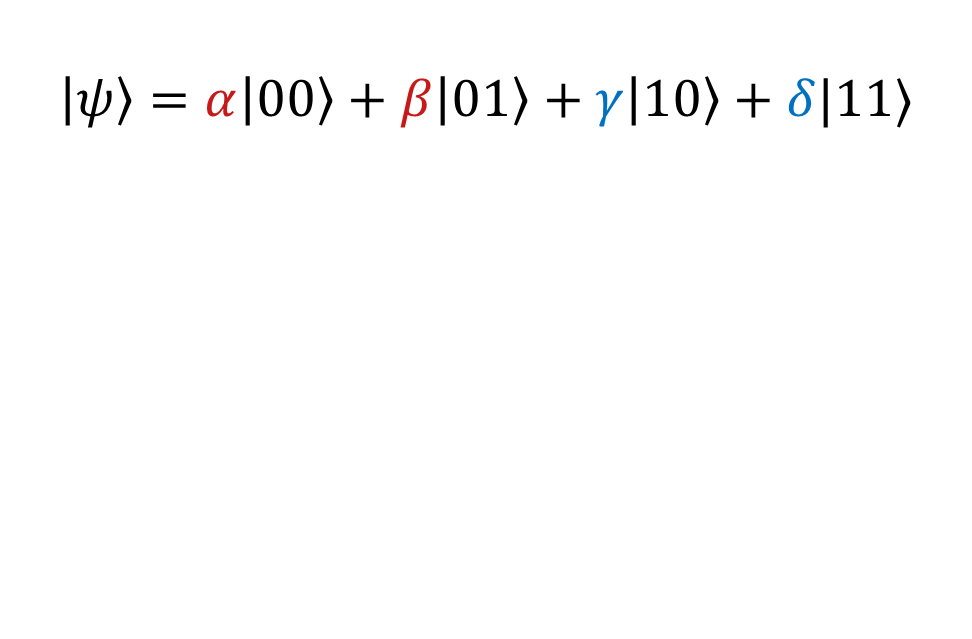 |ψ⟩ = α|00⟩ + β|01⟩ + γ|10⟩ + δ|11⟩